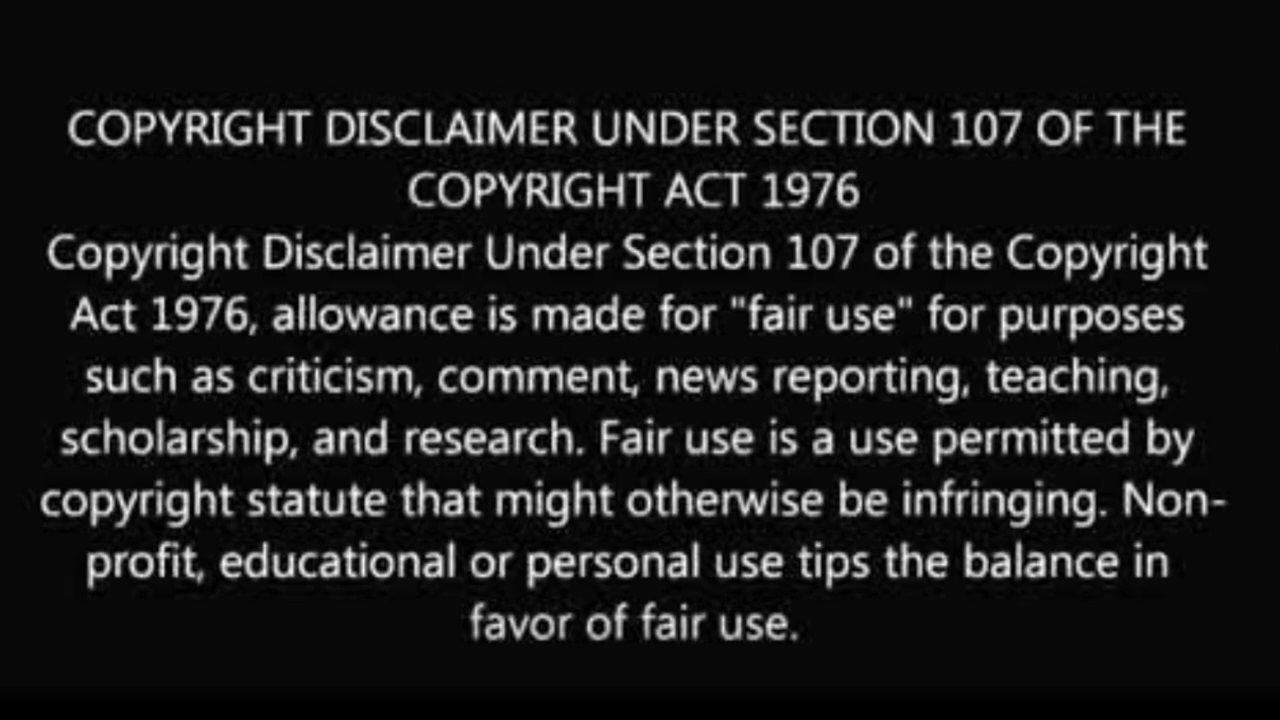 COPYRIGHT DISCLAIMER UNDER SECTION 107 OF THE
COPYRIGHT ACT 1976
Copyright Disclaimer Under Section 107 of the Copyright
Act 1976, allowance is made for "fair use" for purposes
such as criticism, comment, news reporting, teaching,
scholarship, and research. Fair use is a use permitted by
copyright statute that might otherwise be infringing. Non-
profit, educational or personal use tips the balance in
favor of fair use.